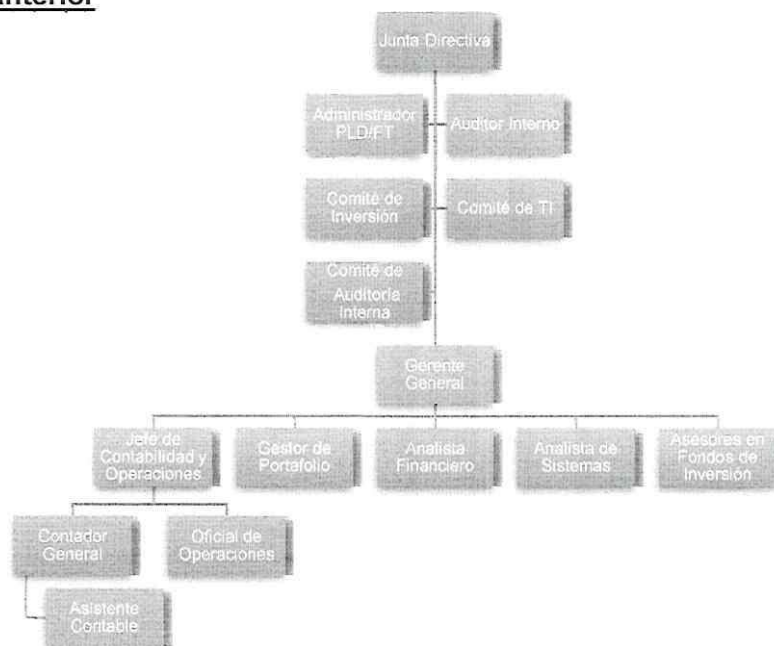 Junta Directiva
Administrador
PLD/FT
Auditor Interno
Comité de
Inversión
Comité de TI
Comité de
Auditoría
Interna
Gerente
General
Jefe de
Contabilidad y
Operaciones
Gestor de
Portafolio
Analista
Financiero
Analista de
Sistemas
Asesores en
Fondos de
Inversión
Contador
General
Oficial de
Operaciones
Asistente
Contable